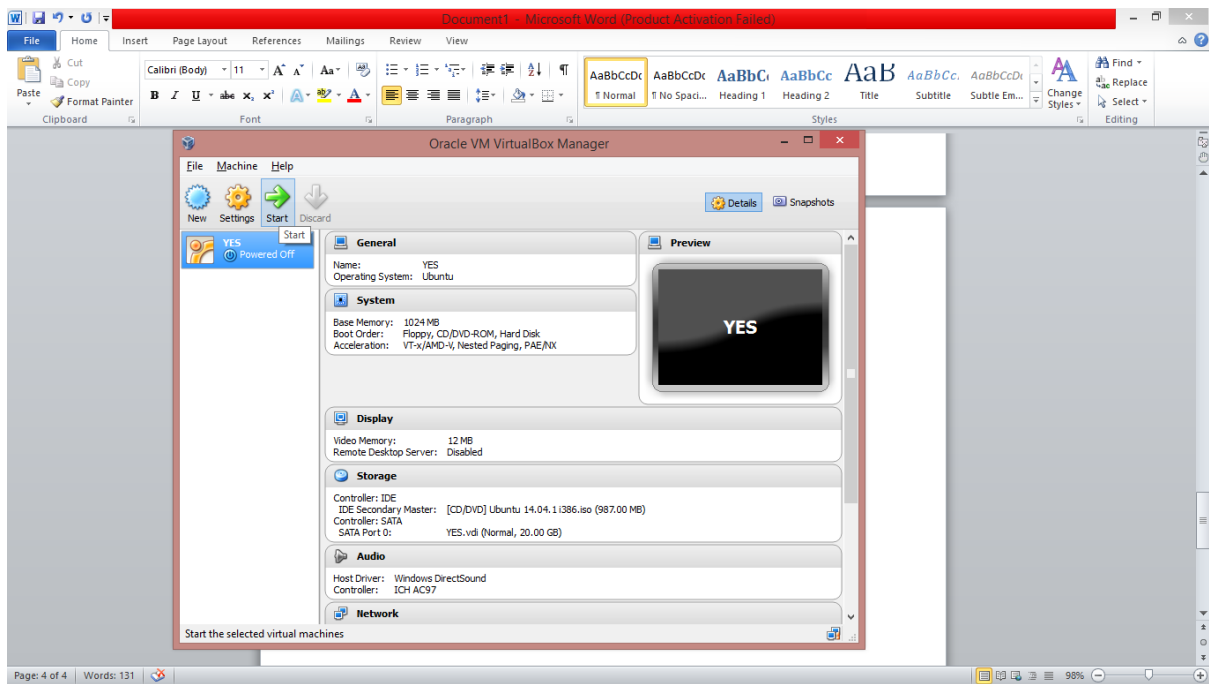 Document1 - Microsoft Word (Product Activation Failed)
File Home Insert Page Layout References Mailings Review View
Paste
Cut
Copy
Format Painter
Clipboard
Calibri (Body) 11
Font
Paragraph
AaBbCcDc AaBbCcDc AaBbC AaBbCc AaB AaBbCc. AaBbCcDc
¶ Normal ¶ No Spaci... Heading 1 Heading 2 Title Subtitle Subtle Em...
Change
Styles
Styles
Find
Replace
Select
Editing
Oracle VM VirtualBox Manager
File Machine Help
New Settings Start Discard
Details Snapshots
Start
YES
Powered Off
General
Name: YES
Operating System: Ubuntu
System
Base Memory: 1024 MB
Boot Order: Floppy, CD/DVD-ROM, Hard Disk
Acceleration: VT-x/AMD-V, Nested Paging, PAE/NX
Preview
YES
Display
Video Memory: 12 MB
Remote Desktop Server: Disabled
Storage
Controller: IDE
IDE Secondary Master: [CD/DVD] Ubuntu 14.04.1 i386.iso (987.00 MB)
Controller: SATA
SATA Port 0: YES.vdi (Normal, 20.00 GB)
Audio
Host Driver: Windows DirectSound
Controller: ICH AC97
Network
Start the selected virtual machines
Page: 4 of 4 Words: 131
98%